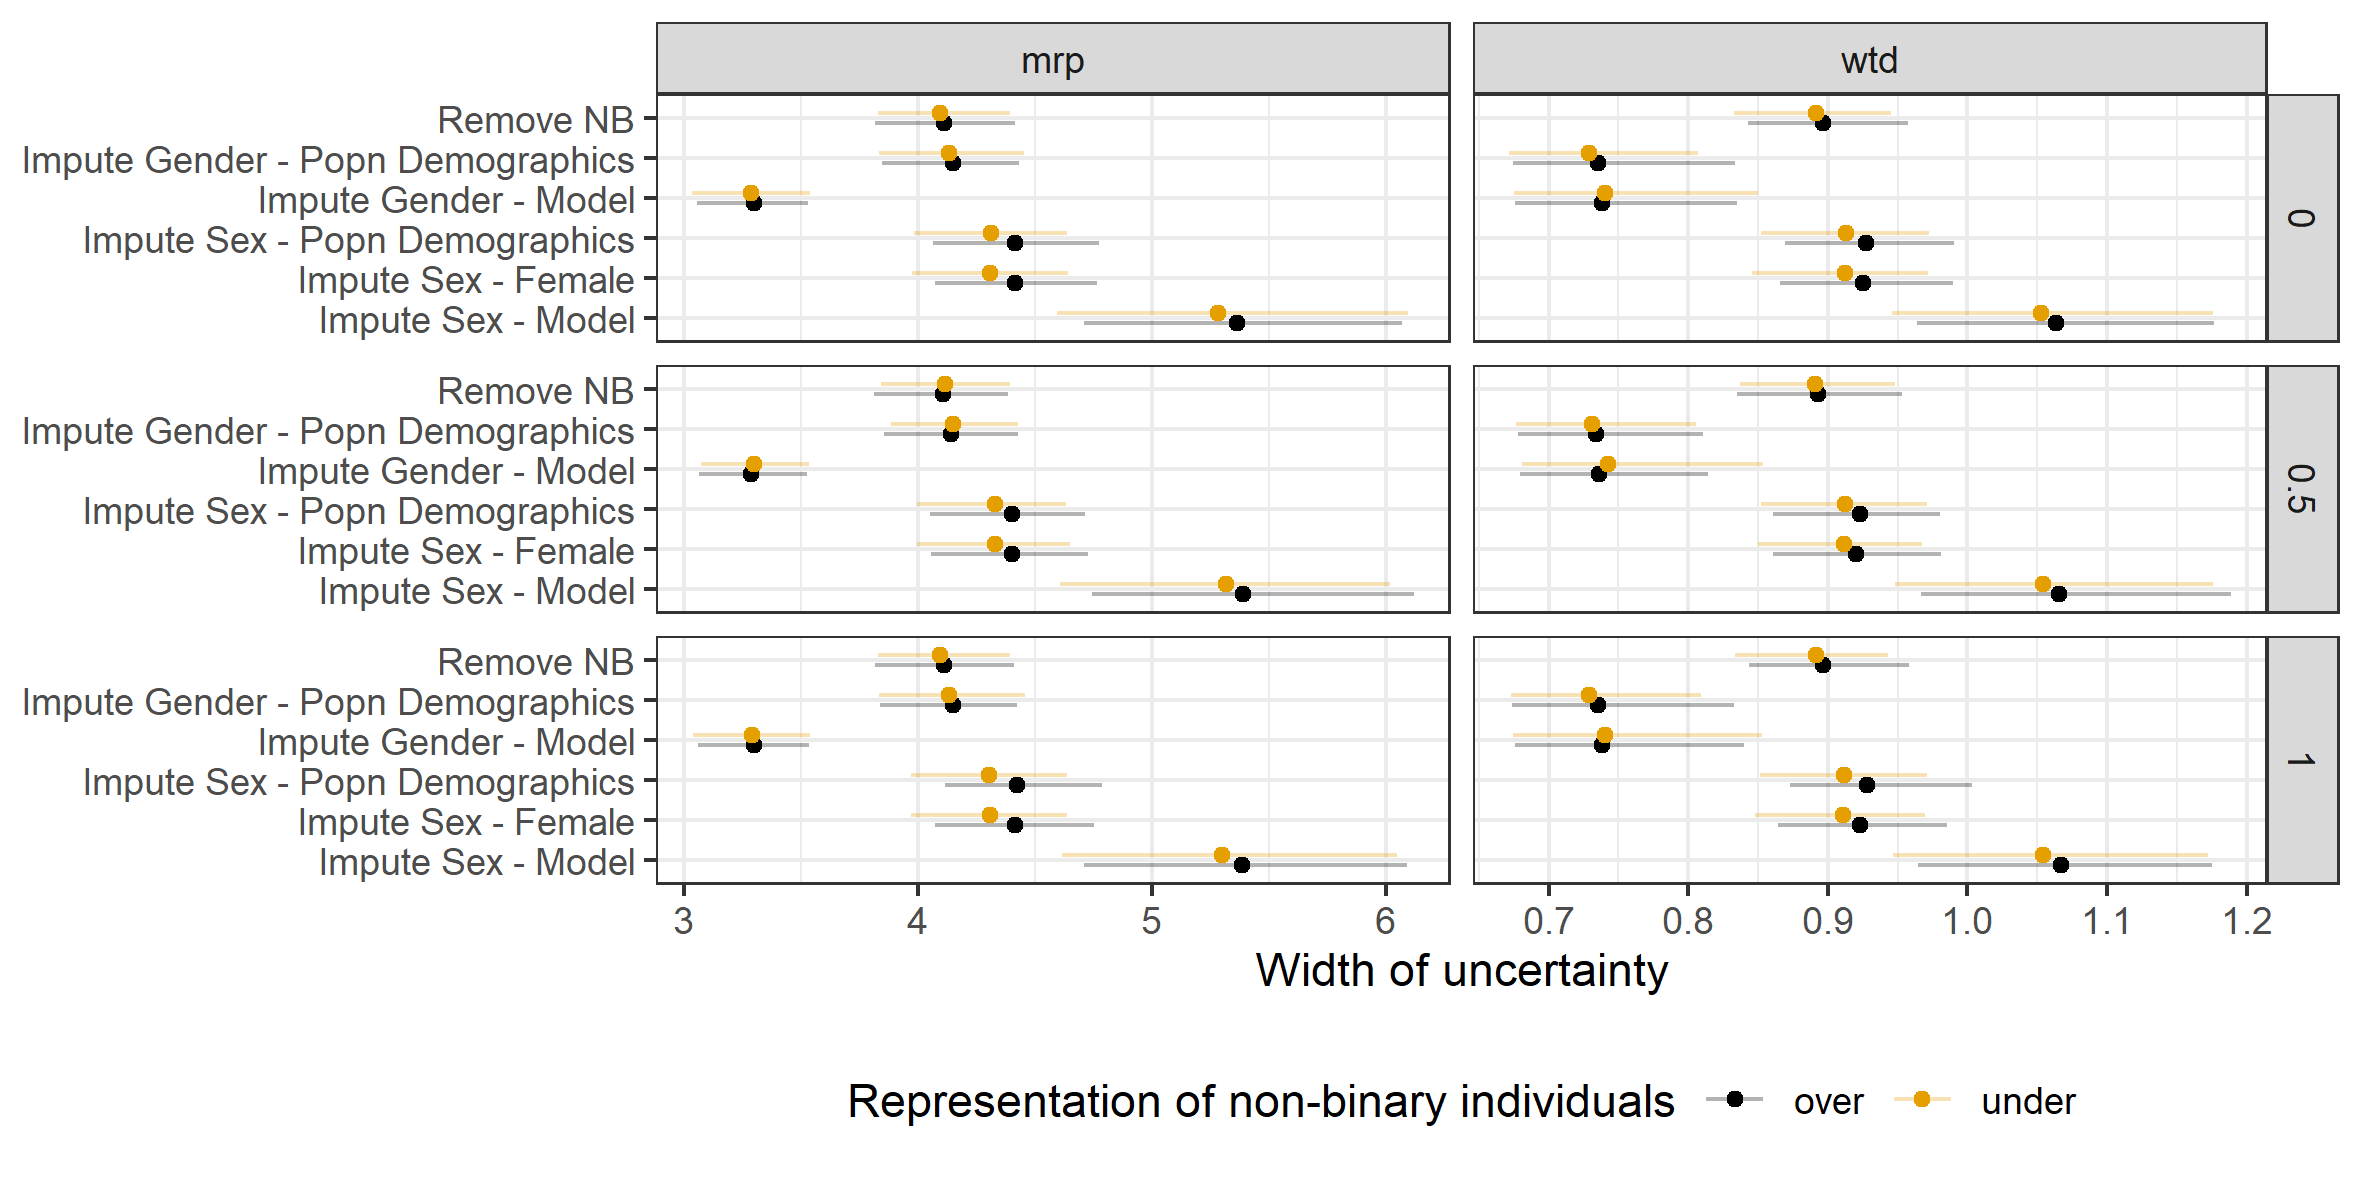 mrp wtd
Remove NB
Impute Gender - Popn Demographics
Impute Gender - Model
Impute Sex - Popn Demographics
Impute Sex - Female
Impute Sex - Model
0
Remove NB
Impute Gender - Popn Demographics
Impute Gender - Model
Impute Sex - Popn Demographics
Impute Sex - Female
Impute Sex - Model
0.5
Remove NB
Impute Gender - Popn Demographics
Impute Gender - Model
Impute Sex - Popn Demographics
Impute Sex - Female
Impute Sex - Model
1
3 4 5 6 0.7 0.8 0.9 1.0 1.1 1.2
Width of uncertainty
Representation of non-binary individuals over under